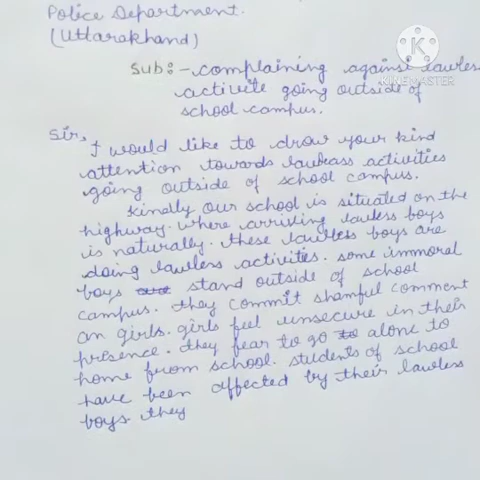 Police Department.
(Uttarakhand)
Sub:- complaining against lawless
activite going outside of
school campus.
Sir,
I would like to draw your kind
attention towards lawless activities
going outside of school campus.
Kindly our school is situated on the
highway. where arriving lawless boys
is naturally. these lawless boys are
doing lawless activities. some immoral
boys stand outside of school
campus. they commit shamful comment
on girls. girls feel unsecure in their
presence. they fear to go to alone to
home from school. students of school
have been affected by their lawless
boys they
K
KINEMASTER